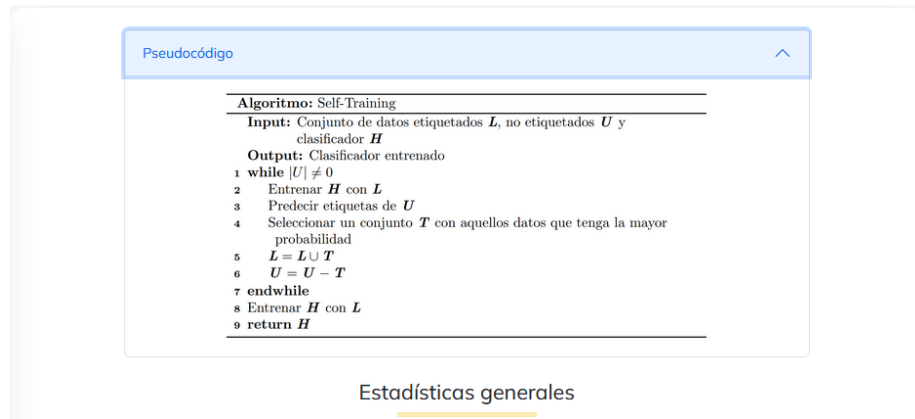 Pseudocódigo
Algoritmo: Self-Training
Input: Conjunto de datos etiquetados L, no etiquetados U y
clasificador H
Output: Clasificador entrenado
1 while |U| ≠ 0
2 Entrenar H con L
3 Predecir etiquetas de U
4 Seleccionar un conjunto T con aquellos datos que tenga la mayor
probabilidad
5 L = L ∪ T
6 U = U − T
7 endwhile
8 Entrenar H con L
9 return H
Estadísticas generales